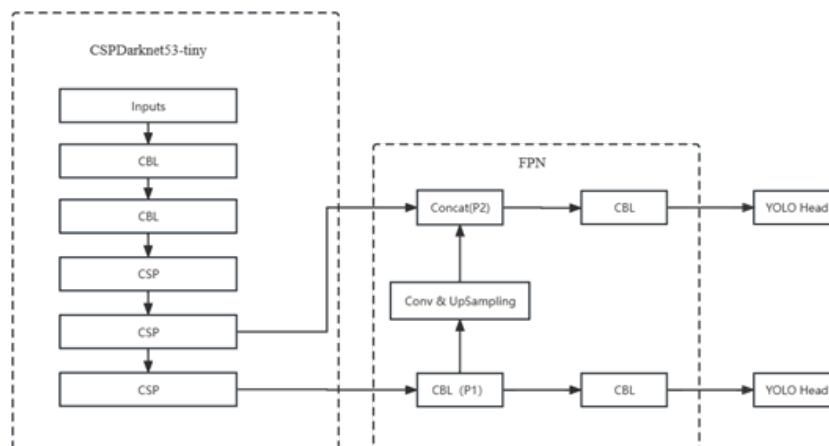 CSPDarknet53-tiny
Inputs
CBL
CBL
CSP
CSP
CSP
FPN
Concat(P2)
CBL
YOLO Head
Conv & UpSampling
CBL (P1)
CBL
YOLO Head